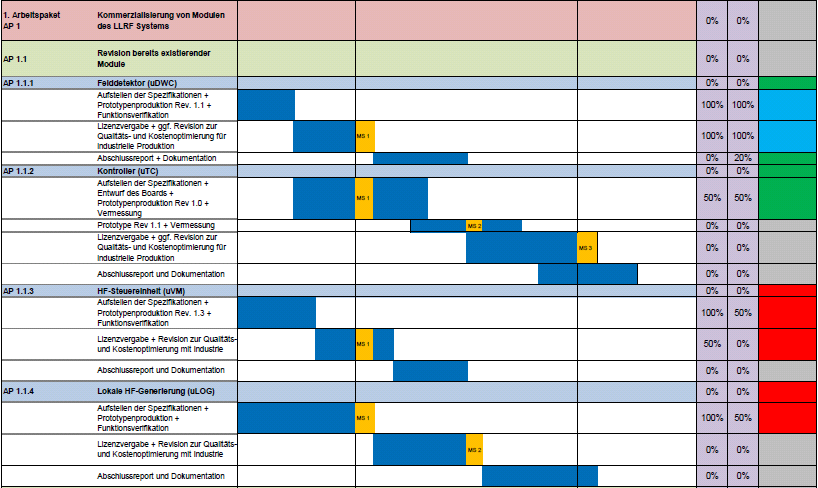 1. Arbeitspaket Kommerzialisierung von Modulen
AP 1 des LLRF Systems 0% 0%
AP 1.1 Revision bereits existierender
Module 0% 0%
AP 1.1.1 Felddetektor (uDWC) 0% 0%
Aufstellen der Spezifikationen +
Prototypenproduktion Rev. 1.1 +
Funktionsverifikation 100% 100%
Lizenzvergabe + ggf. Revision zur
Qualitäts- und Kostenoptimierung für
industrielle Produktion MS 1 100% 100%
Abschlussreport + Dokumentation 0% 20%
AP 1.1.2 Kontroller (uTC) 0% 0%
Aufstellen der Spezifikationen +
Entwurf des Boards +
Prototypenproduktion Rev 1.0 +
Vermessung MS 1 50% 50%
Prototype Rev 1.1 + Vermessung MS 2 0% 0%
Lizenzvergabe + ggf. Revision zur
Qualitäts- und Kostenoptimierung für
industrielle Produktion MS 3 0% 0%
Abschlussreport und Dokumentation 0% 0%
AP 1.1.3 HF-Steuereinheit (uVM) 0% 0%
Aufstellen der Spezifikationen +
Prototypenproduktion Rev. 1.3 +
Funktionsverifikation 100% 50%
Lizenzvergabe + Revision zur Qualitäts-
und Kostenoptimierung mit Industrie MS 1 50% 0%
Abschlussreport und Dokumentation 0% 0%
AP 1.1.4 Lokale HF-Generierung (uLOG) 0% 0%
Aufstellen der Spezifikationen +
Prototypenproduktion +
Funktionsverifikation MS 1 100% 50%
Lizenzvergabe + Revision zur Qualitäts-
und Kostenoptimierung mit Industrie MS 2 0% 0%
Abschlussreport und Dokumentation 0% 0%